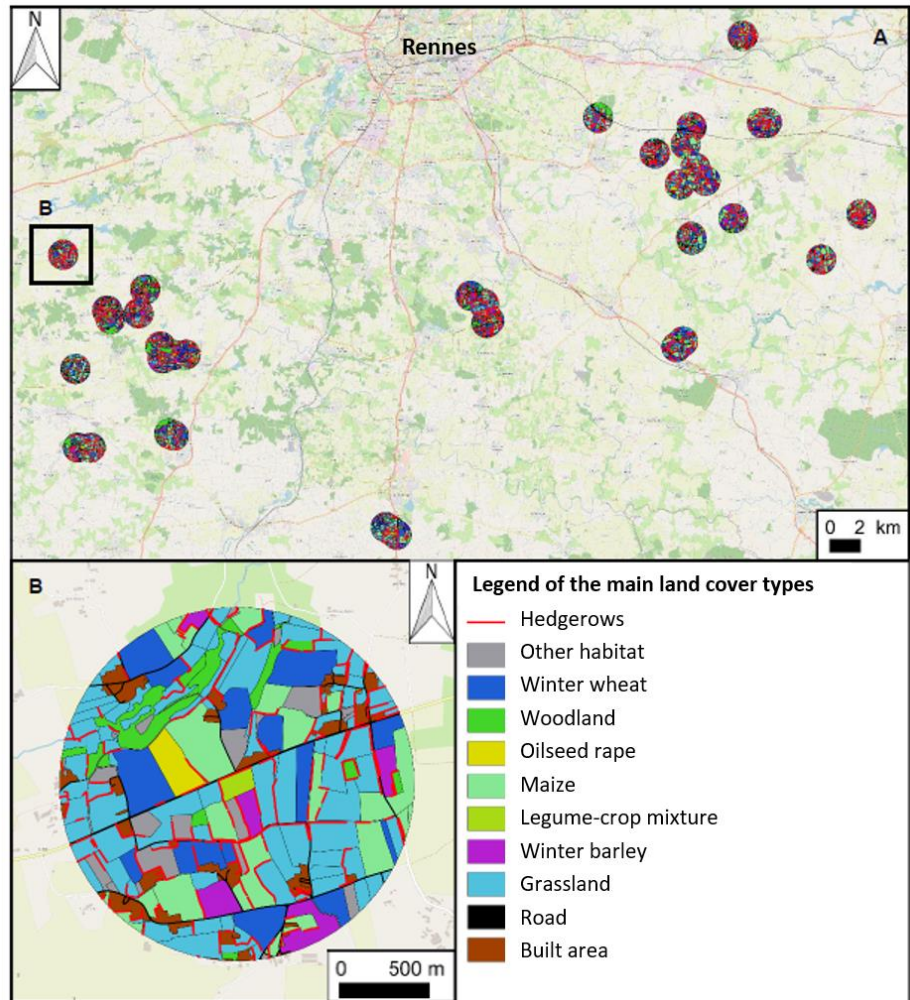 N
Rennes
A
B
0 2 km
B
N
0 500 m
Legend of the main land cover types
Hedgerows
Other habitat
Winter wheat
Woodland
Oilseed rape
Maize
Legume-crop mixture
Winter barley
Grassland
Road
Built area